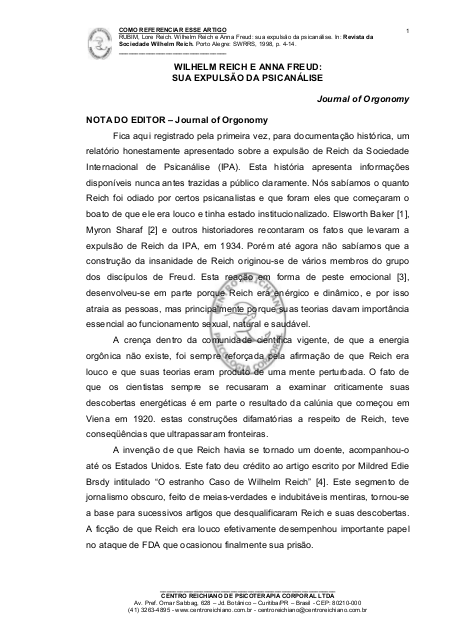 COMO REFERENCIAR ESSE ARTIGO
1
RUBIM, Lore Reich. Wilhelm Reich e Anna Freud: sua expulsão da psicanálise. In: Revista da
Sociedade Wilhelm Reich. Porto Alegre: SWRRS, 1998, p. 4-14.
WILHELM REICH E ANNA FREUD:
SUA EXPULSÃO DA PSICANÁLISE
Journal of Orgonomy
NOTA DO EDITOR – Journal of Orgonomy
Fica aqui registrado pela primeira vez, para documentação histórica, um
relatório honestamente apresentado sobre a expulsão de Reich da Sociedade
Internacional de Psicanálise (IPA). Esta história apresenta informações
disponíveis nunca antes trazidas a público claramente. Nós sabíamos o quanto
Reich foi odiado por certos psicanalistas e que foram eles que começaram o
boato de que ele era louco e tinha estado institucionalizado. Elsworth Baker [1],
Myron Sharaf [2] e outros historiadores recontaram os fatos que levaram a
expulsão de Reich da IPA, em 1934. Porém até agora não sabíamos que a
construção da insanidade de Reich originou-se de vários membros do grupo
dos discípulos de Freud. Esta reação em forma de peste emocional [3],
desenvolveu-se em parte porque Reich era enérgico e dinâmico, e por isso
atraia as pessoas, mas principalmente porque suas teorias davam importância
essencial ao funcionamento sexual, natural e saudável.
A crença dentro da comunidade científica vigente, de que a energia
orgônica não existe, foi sempre reforçada pela afirmação de que Reich era
louco e que suas teorias eram produto de uma mente perturbada. O fato de
que os cientistas sempre se recusaram a examinar criticamente suas
descobertas energéticas é em parte o resultado da calúnia que começou em
Viena em 1920. estas construções difamatórias a respeito de Reich, teve
conseqüências que ultrapassaram fronteiras.
A invenção de que Reich havia se tornado um doente, acompanhou-o
até os Estados Unidos. Este fato deu crédito ao artigo escrito por Mildred Edie
Brsdy intitulado “O estranho Caso de Wilhelm Reich” [4]. Este segmento de
jornalismo obscuro, feito de meias-verdades e indubitáveis mentiras, tornou-se
a base para sucessivos artigos que desqualificaram Reich e suas descobertas.
A ficção de que Reich era louco efetivamente desempenhou importante papel
no ataque de FDA que ocasionou finalmente sua prisão.
CENTRO REICHIANO
PSICOLOGIA CORPORAL
CENTRO REICHIANO DE PSICOTERAPIA CORPORAL LTDA
Av. Pref. Omar Sabbag, 628 – Jd. Botânico – Curitiba/PR – Brasil - CEP: 80210-000
(41) 3263-4895 - www.centroreichiano.com.br - centroreichiano@centroreichiano.com.br